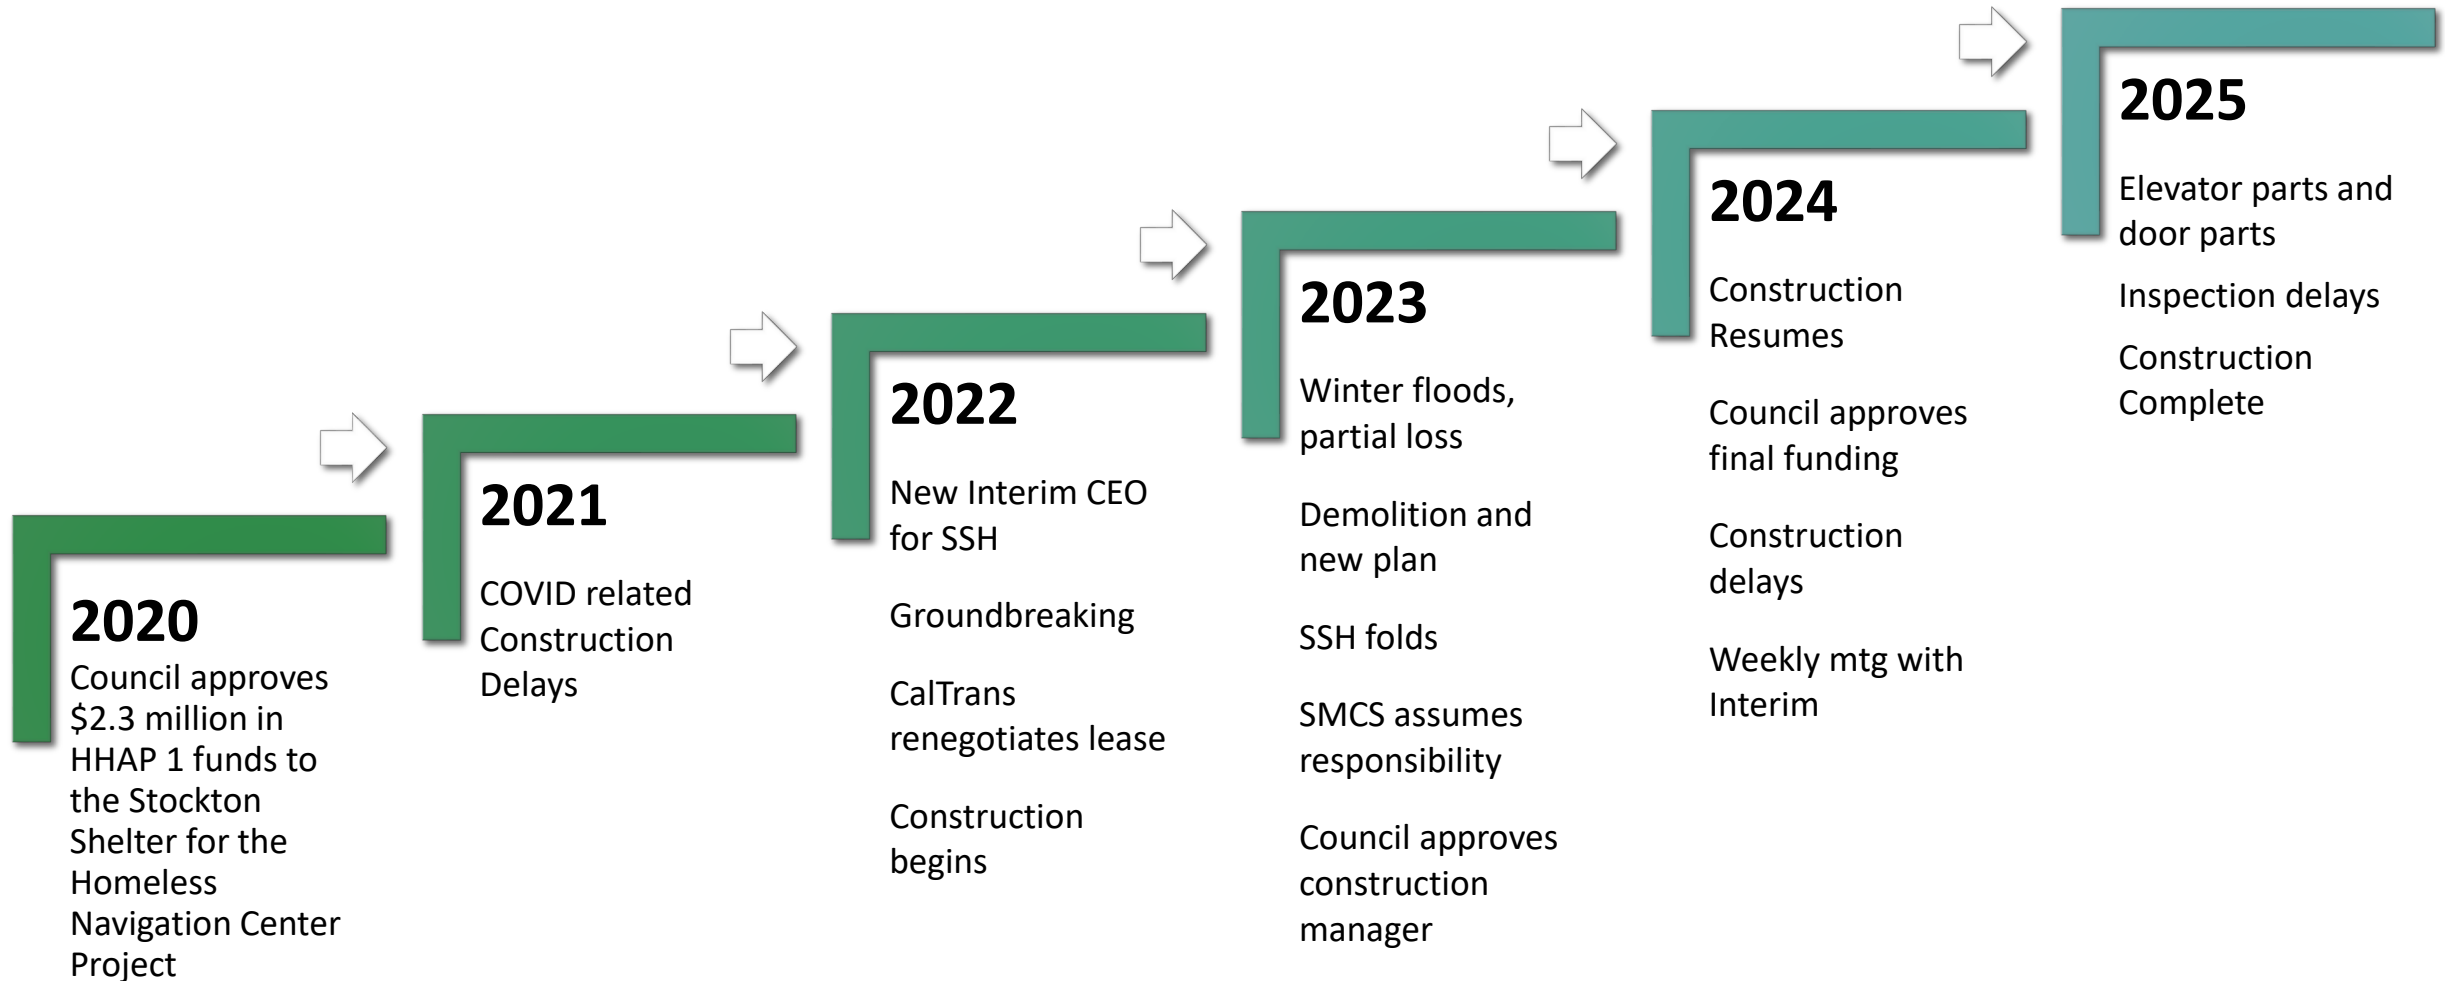 2020
Council approves
$2.3 million in
HHAP 1 funds to
the Stockton
Shelter for the
Homeless
Navigation Center
Project
2021
COVID related
Construction
Delays
2022
New Interim CEO
for SSH
Groundbreaking
CalTrans
renegotiates lease
Construction
begins
2023
Winter floods,
partial loss
Demolition and
new plan
SSH folds
SMCS assumes
responsibility
Council approves
construction
manager
2024
Construction
Resumes
Council approves
final funding
Construction
delays
Weekly mtg with
Interim
2025
Elevator parts and
door parts
Inspection delays
Construction
Complete